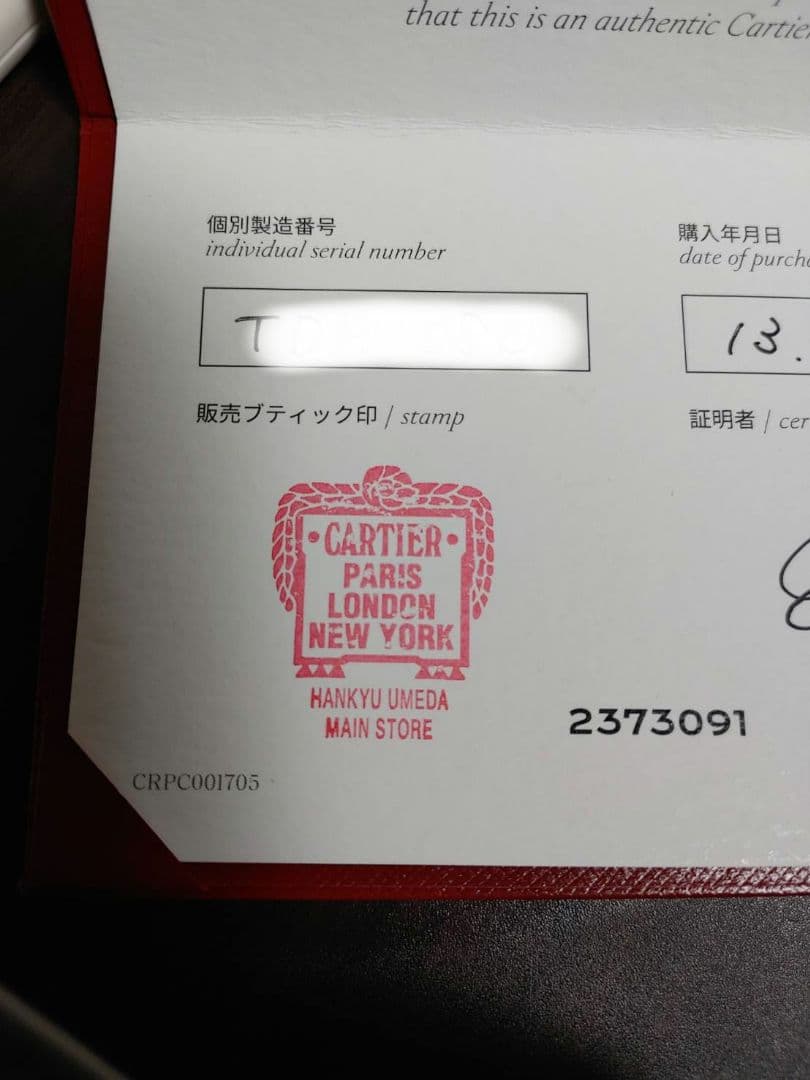 that this is an authentic Cartier
個別製造番号
individual serial number
T
購入年月日
date of purcha
13.
販売ブティック印 / stamp
証明者 / cer
CARTIER
PARIS
LONDON
NEW YORK
HANKYU UMEDA
MAIN STORE
2373091
CRPC001705